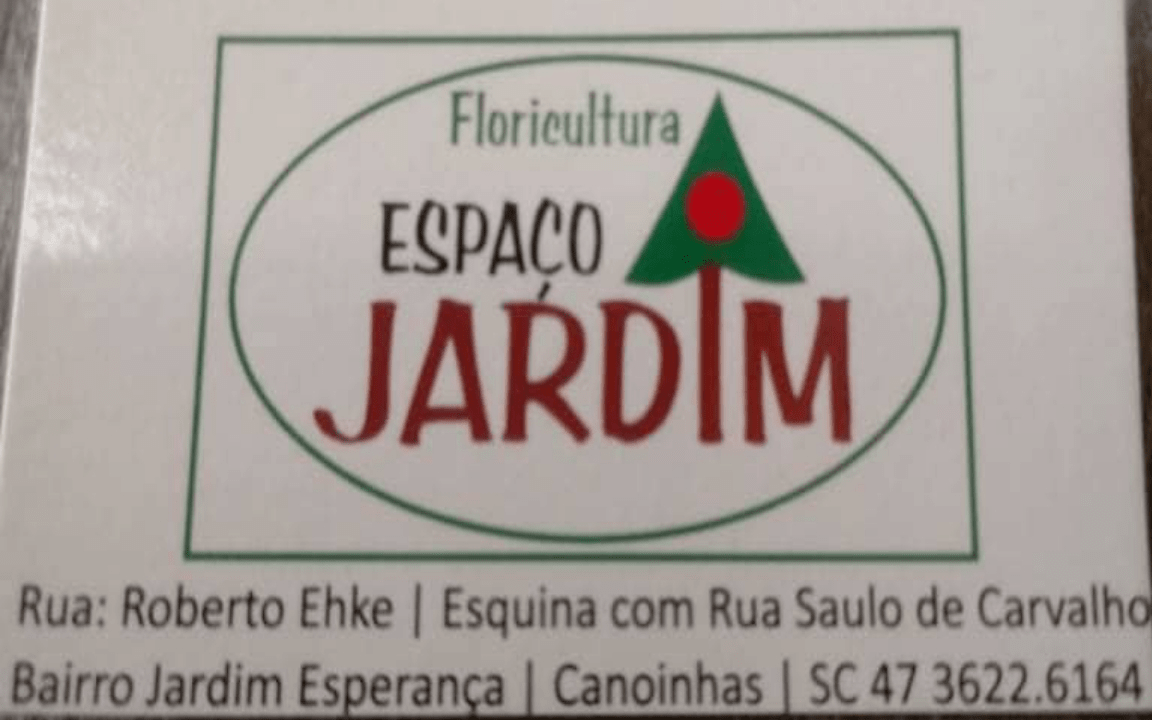 Floricultura
ESPAÇO
JARDIM
Rua: Roberto Ehke | Esquina com Rua Saulo de Carvalho
Bairro Jardim Esperança | Canoinhas | SC 47 3622.6164